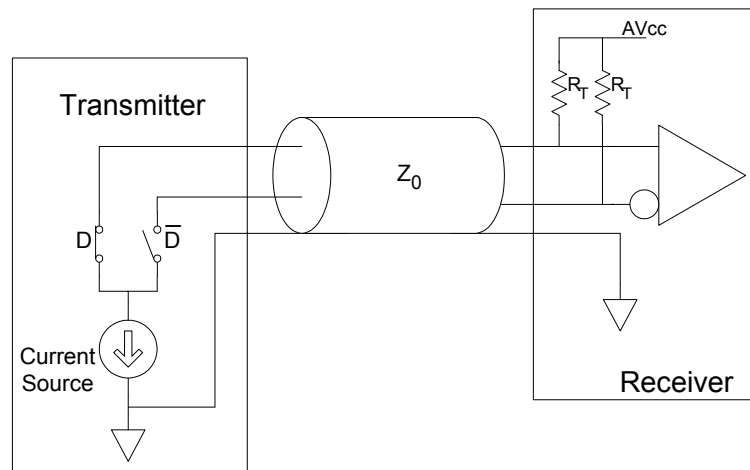 AVcc
R_T R_T
Transmitter
Z_0
D D̅
Current
Source
Receiver